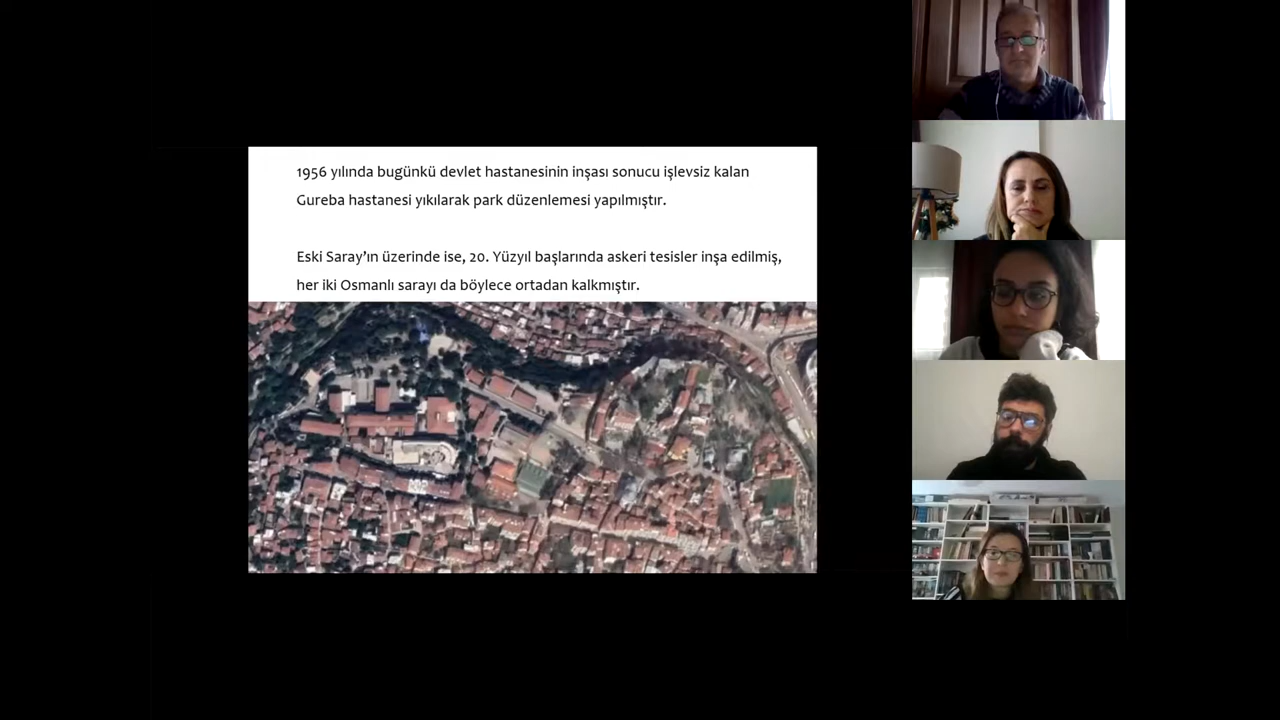 1956 yılında bugünkü devlet hastanesinin inşası sonucu işlevsiz kalan
Gureba hastanesi yıkılarak park düzenlemesi yapılmıştır.
Eski Saray'ın üzerinde ise, 20. Yüzyıl başlarında askeri tesisler inşa edilmiş,
her iki Osmanlı sarayı da böylece ortadan kalkmıştır.